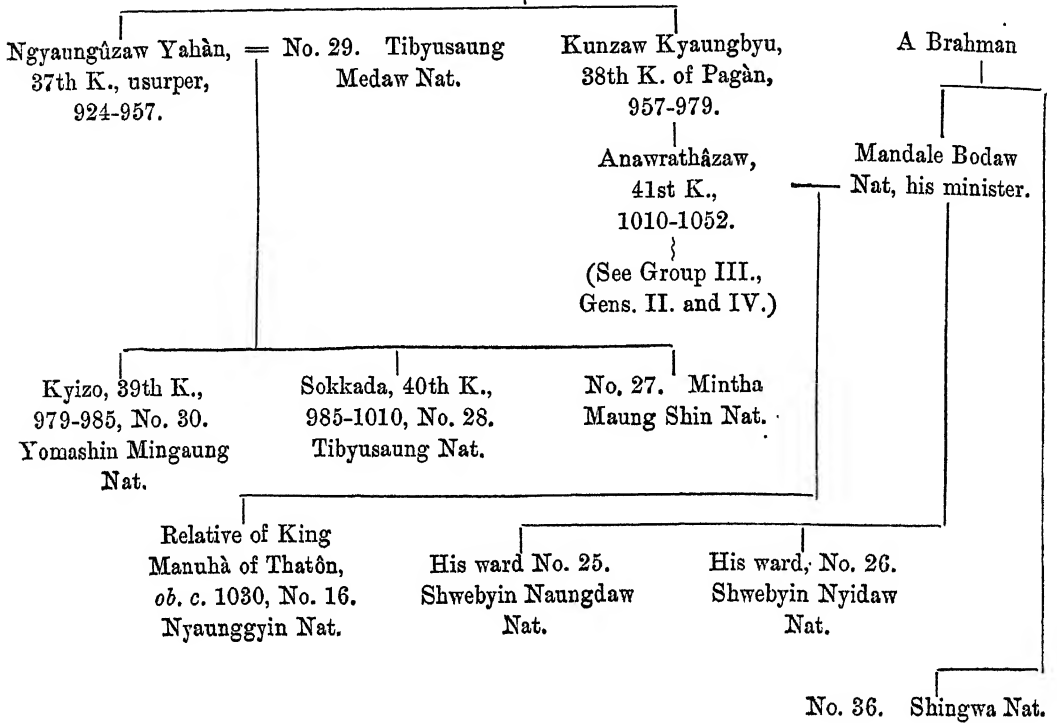 Ngyaungûzaw Yahàn,
37th K., usurper,
924-957.
= No. 29. Tibyusaung
Medaw Nat.
Kunzaw Kyaungbyu,
38th K. of Pagàn,
957-979.
A Brahman
Anawrathâzaw,
41st K.,
1010-1052.
(See Group III.,
Gens. II. and IV.)
Mandale Bodaw
Nat, his minister.
Kyizo, 39th K.,
979-985, No. 30.
Yomashin Mingaung
Nat.
Sokkada, 40th K.,
985-1010, No. 28.
Tibyusaung Nat.
No. 27. Mintha
Maung Shin Nat.
Relative of King
Manuhà of Thatôn,
ob. c. 1030, No. 16.
Nyaunggyin Nat.
His ward No. 25.
Shwebyin Naungdaw
Nat.
His ward, No. 26.
Shwebyin Nyidaw
Nat.
No. 36. Shingwa Nat.